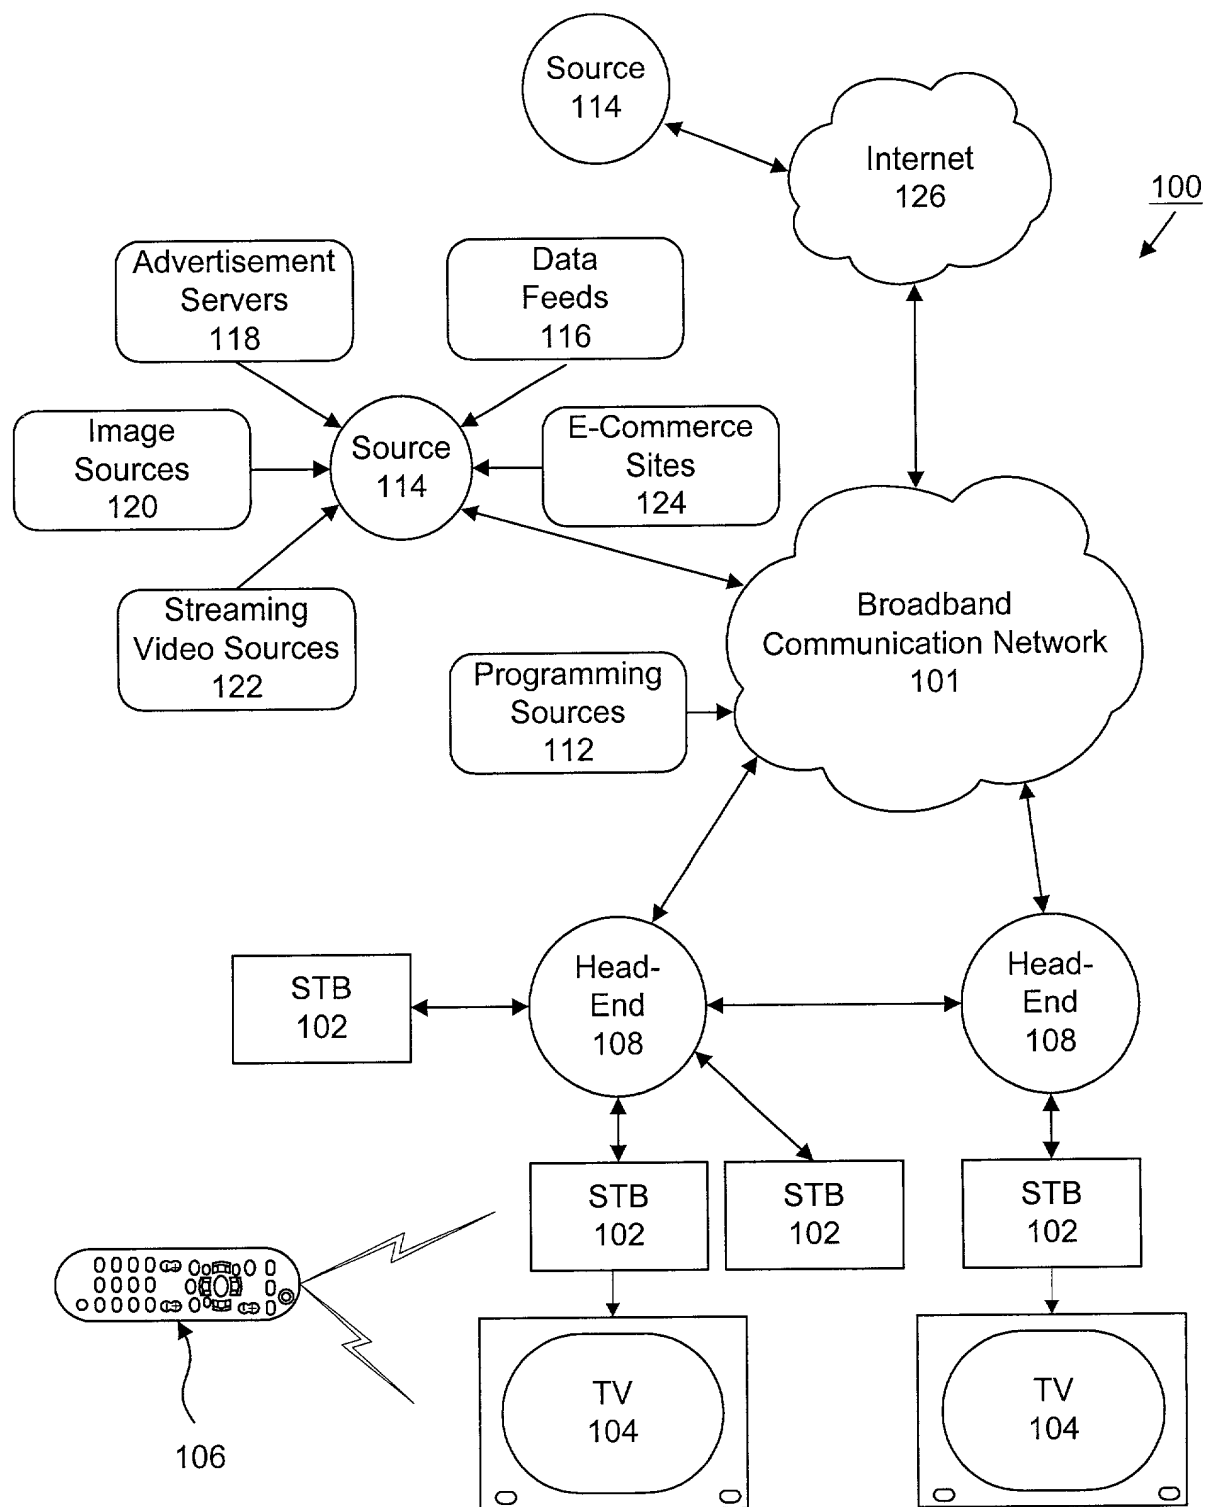 Source
114
Internet
126
100
Advertisement
Servers
118
Data
Feeds
116
Image
Sources
120
Source
114
E-Commerce
Sites
124
Streaming
Video Sources
122
Broadband
Communication Network
101
Programming
Sources
112
STB
102
Head-
End
108
Head-
End
108
STB
102
STB
102
STB
102
TV
104
TV
104
106